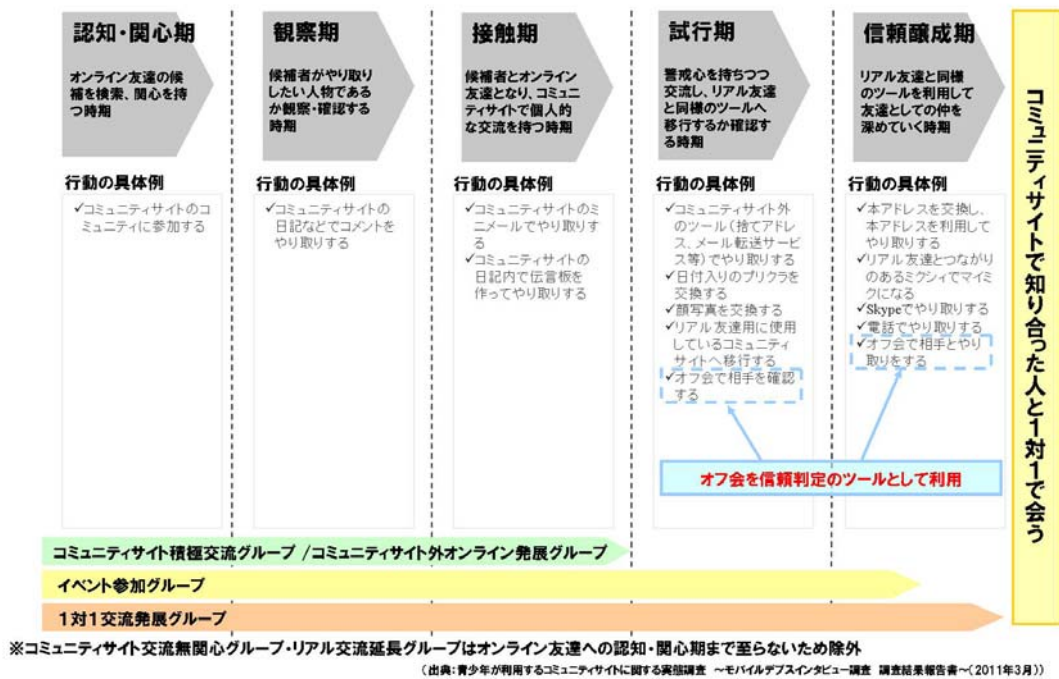 認知・関心期
オンライン友達の候
補を検索、関心を持
つ時期
行動の具体例
✓コミュニティサイトのコ
ミュニティに参加する
観察期
候補者がやり取り
したい人物である
か観察・確認する
時期
行動の具体例
✓コミュニティサイトの
日記などでコメントを
やり取りする
接触期
候補者とオンライン
友達となり、コミュニ
ティサイトで個人的
な交流を持つ時期
行動の具体例
✓コミュニティサイトのミ
ニメールでやり取りす
る
✓コミュニティサイトの
日記内で伝言板を
作ってやり取りする
試行期
警戒心を持ちつつ
交流し、リアル友達
と同様のツールへ
移行するか確認す
る時期
行動の具体例
✓コミュニティサイト外
のツール(捨てアド
レス、メール転送サービ
ス等)でやり取りする
✓日付入りのプリクラを
交換する
✓顔写真を交換する
✓リアル友達用に使用
しているコミュニティ
サイトへ移行する
✓オフ会で相手を確認
する
信頼醸成期
リアル友達と同様
のツールを利用して
友達としての仲を
深めていく時期
行動の具体例
✓本アドレスを交換し、
本アドレスを利用して
やり取りする
✓リアル友達とつながり
のあるミクシィでマイミ
クになる
✓Skypeでやり取りする
✓電話でやり取りする
✓オフ会で相手とやり
取りをする
オフ会を信頼判定のツールとして利用
コミュニティサイトで知り合った人と1対1で会う
コミュニティサイト積極交流グループ /コミュニティサイト外オンライン発展グループ
イベント参加グループ
1対1交流発展グループ
※コミュニティサイト交流無関心グループ・リアル交流延長グループはオンライン友達への認知・関心期まで至らないため除外
(出典:青少年が利用するコミュニティサイトに関する実態調査 ～モバイルデプスインタビュー調査 調査結果報告書～(2011年3月))